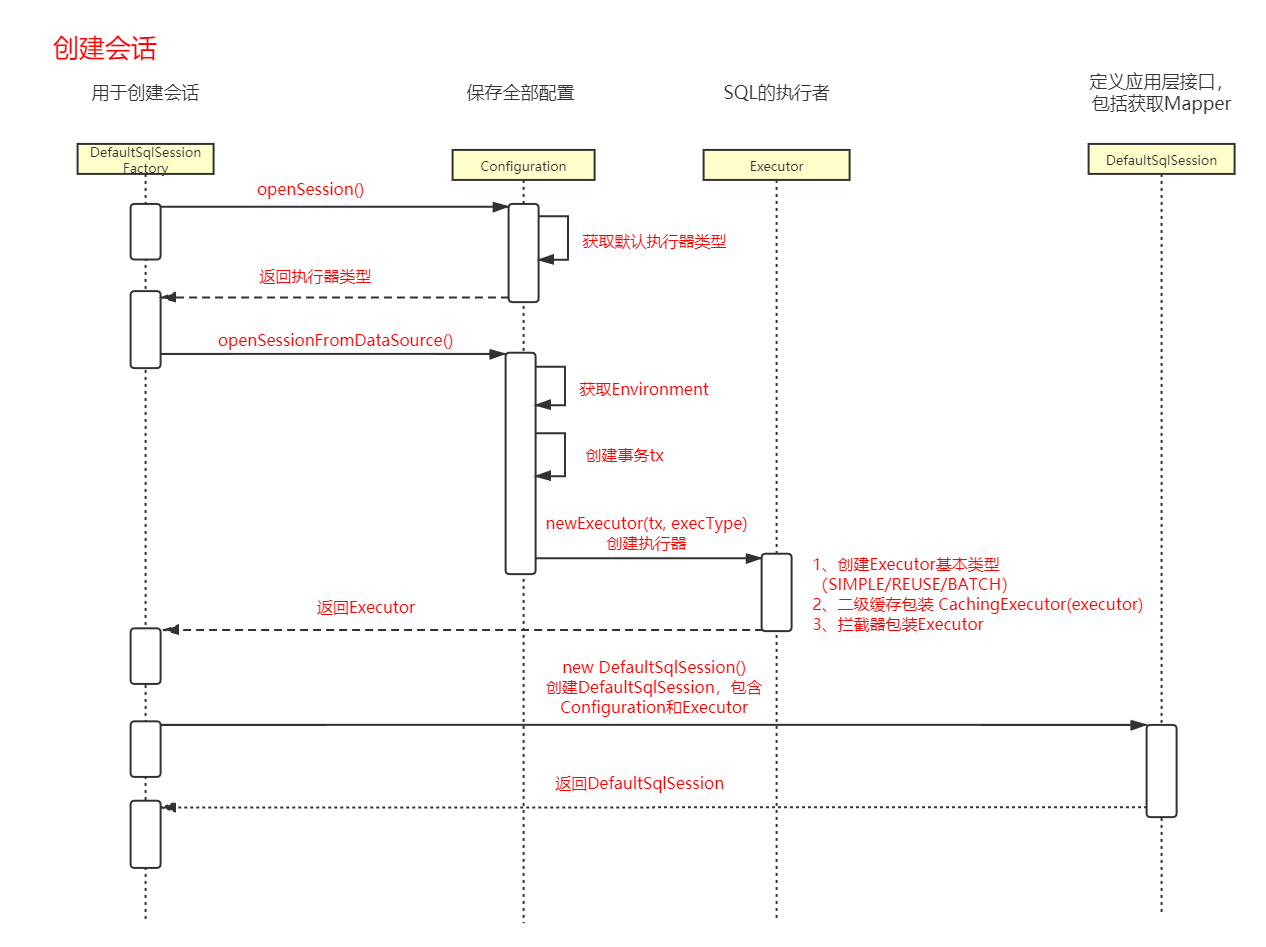 创建会话
用于创建会话
保存全部配置
SQL的执行者
定义应用层接口，
包括获取Mapper
DefaultSqlSession
Factory
Configuration
Executor
DefaultSqlSession
openSession()
获取默认执行器类型
返回执行器类型
openSessionFromDataSource()
获取Environment
创建事务tx
newExecutor(tx, execType)
创建执行器
1、创建Executor基本类型
（SIMPLE/REUSE/BATCH）
2、二级缓存包装 CachingExecutor(executor)
3、拦截器包装Executor
返回Executor
new DefaultSqlSession()
创建DefaultSqlSession，包含
Configuration和Executor
返回DefaultSqlSession